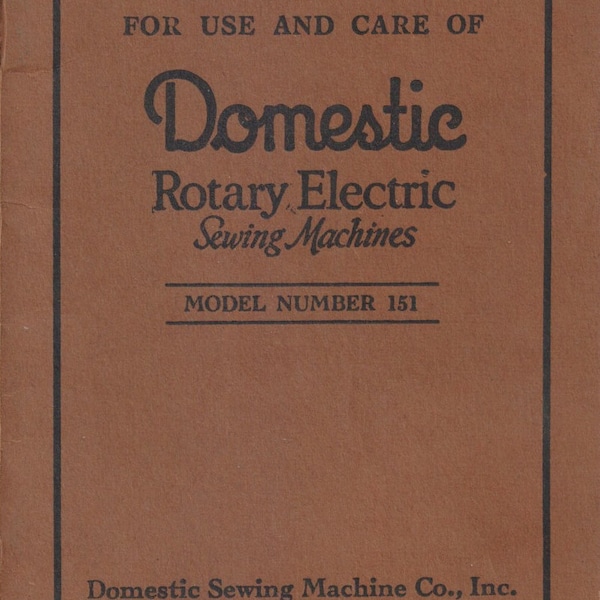 FOR USE AND CARE OF
Domestic
Rotary Electric
Sewing Machines
MODEL NUMBER 151
Domestic Sewing Machine Co., Inc.